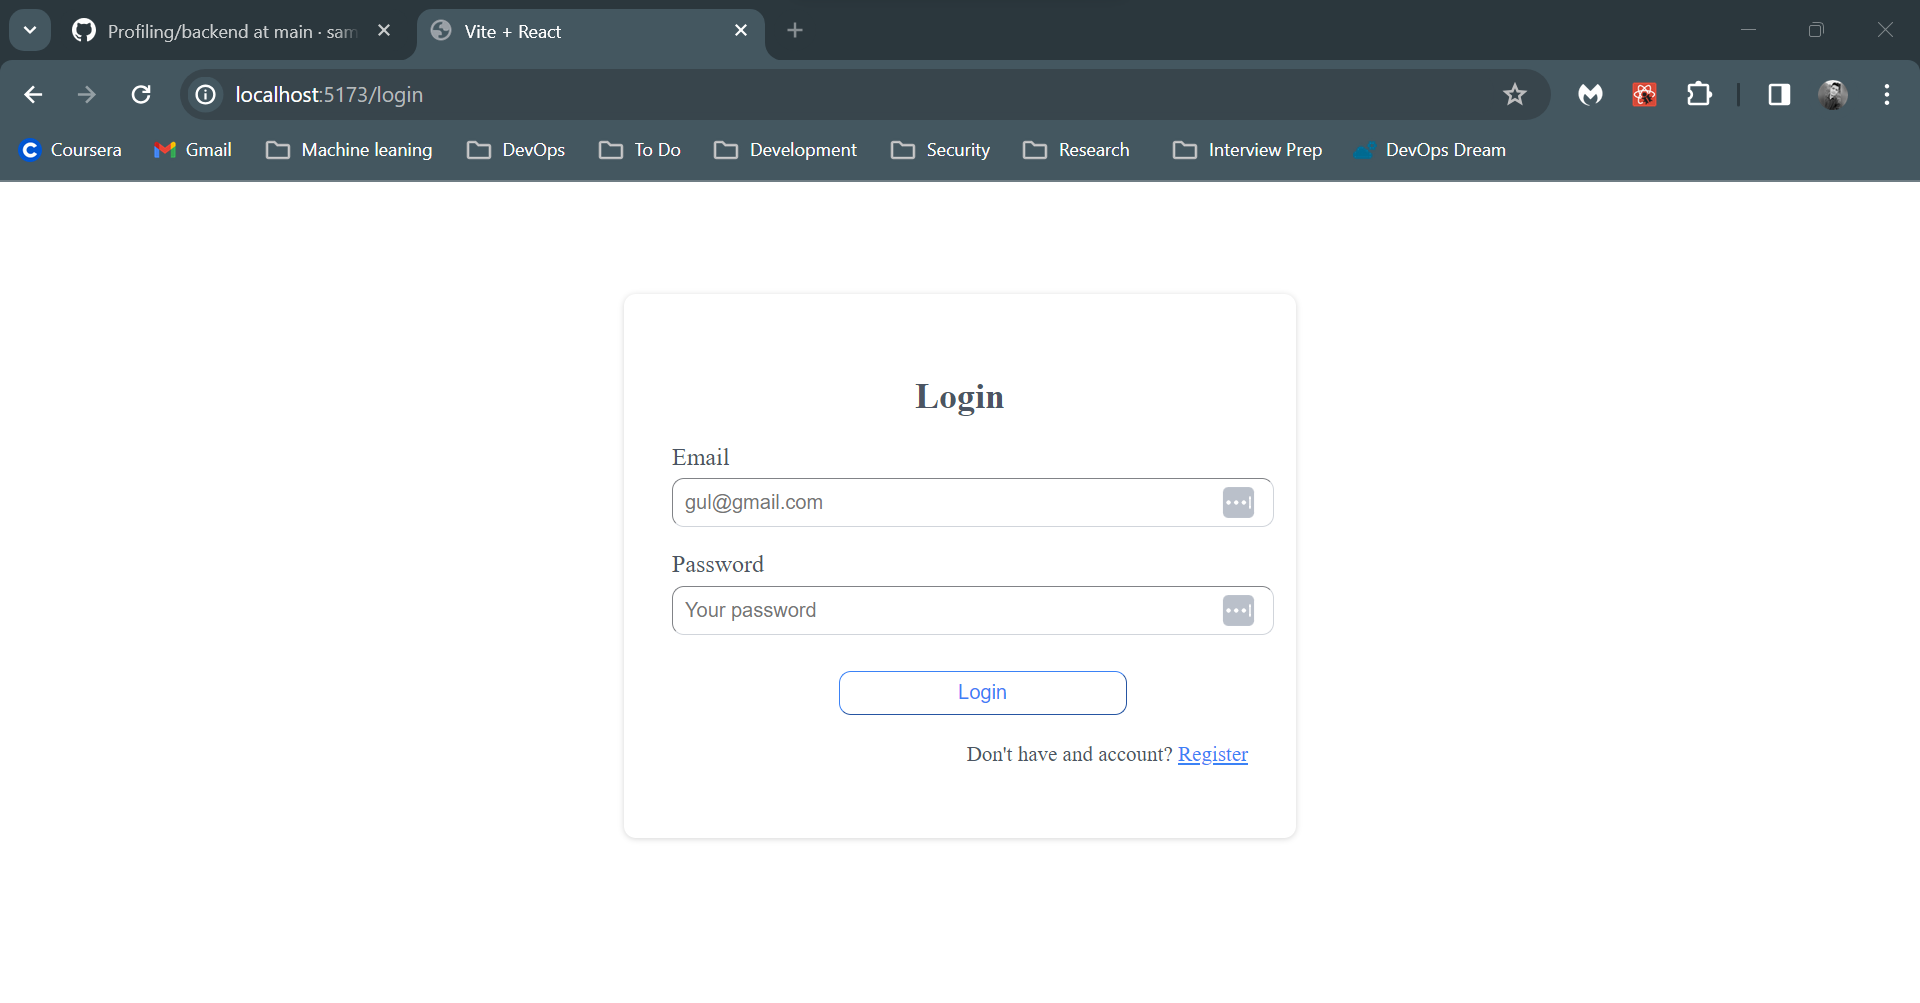 Profiling/backend at main · sam
Vite + React
localhost:5173/login
Coursera Gmail Machine leaning DevOps To Do Development Security Research Interview Prep DevOps Dream
Login
Email
gul@gmail.com
Password
Your password
Login
Don't have and account? Register